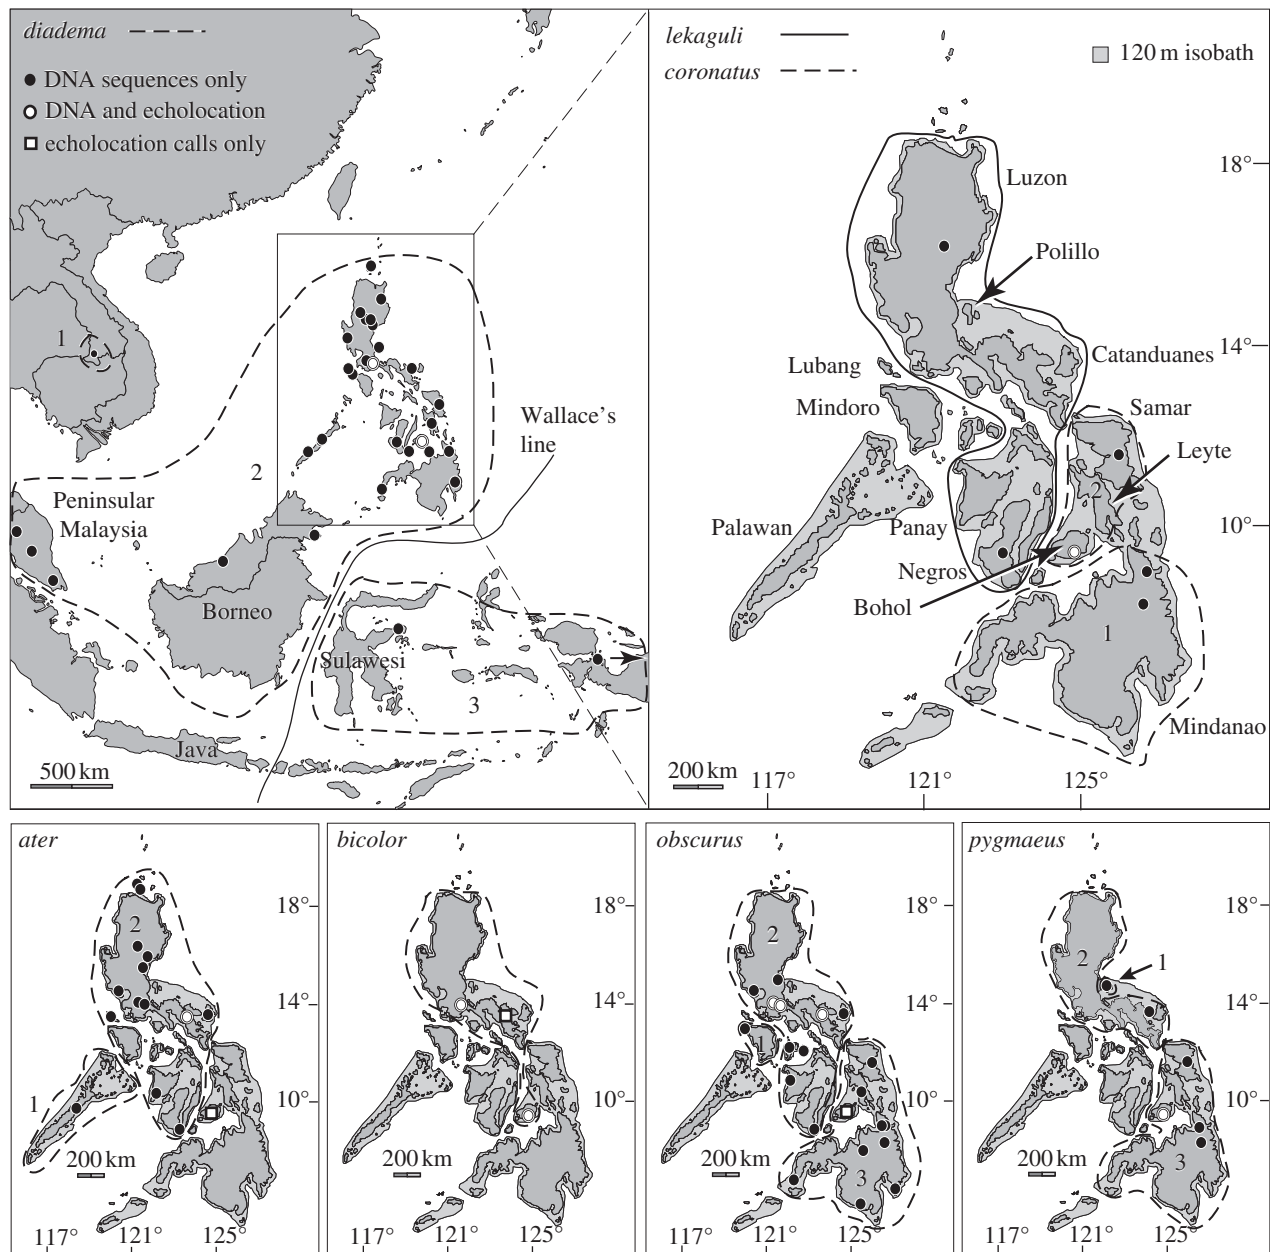 diadema
DNA sequences only
DNA and echolocation
echolocation calls only
1
2
Peninsular
Malaysia
Wallace's
line
Borneo
Sulawesi
3
Java
500 km
lekaguli
coronatus
120 m isobath
18°
Luzon
Polillo
14°
Catanduanes
Lubang
Mindoro
Samar
Leyte
2
Palawan
Panay
10°
Negros
Bohol
1
Mindanao
200 km
117°
121°
125°
ater
18°
2
14°
1
10°
200 km
117°
121°
125°
bicolor
18°
14°
10°
200 km
117°
121°
125°
obscurus
18°
2
14°
1
10°
200 km
3
117°
121°
125°
pygmaeus
18°
2
1
14°
10°
200 km
3
117°
121°
125°